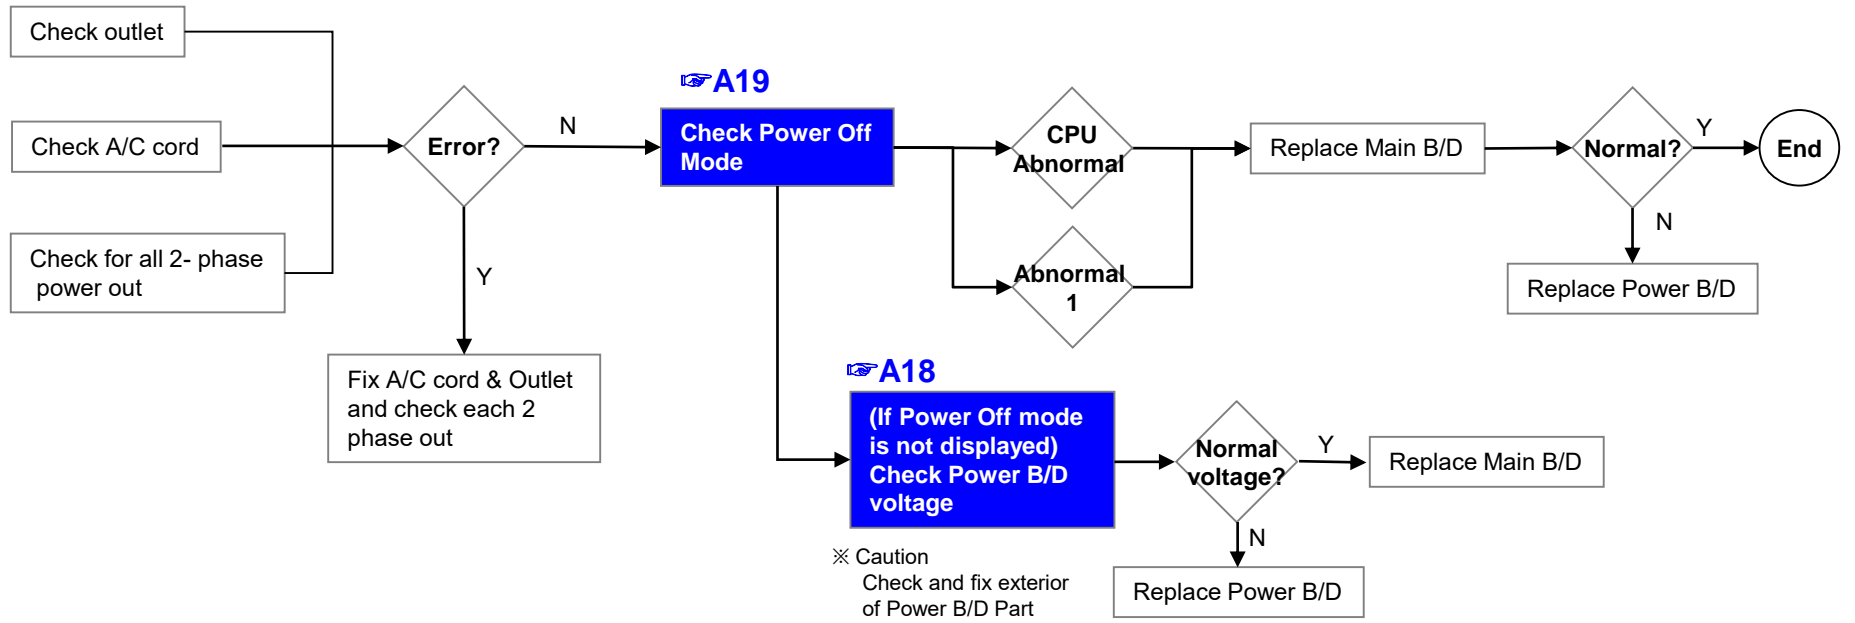 Check outlet
Check A/C cord
Check for all 2- phase
power out
Error?
N
Y
Fix A/C cord & Outlet
and check each 2
phase out
☞A19
Check Power Off
Mode
CPU
Abnormal
Abnormal
1
Replace Main B/D
Normal?
Y
End
N
Replace Power B/D
☞A18
(If Power Off mode
is not displayed)
Check Power B/D
voltage
※ Caution
Check and fix exterior
of Power B/D Part
Normal
voltage?
Y
Replace Main B/D
N
Replace Power B/D